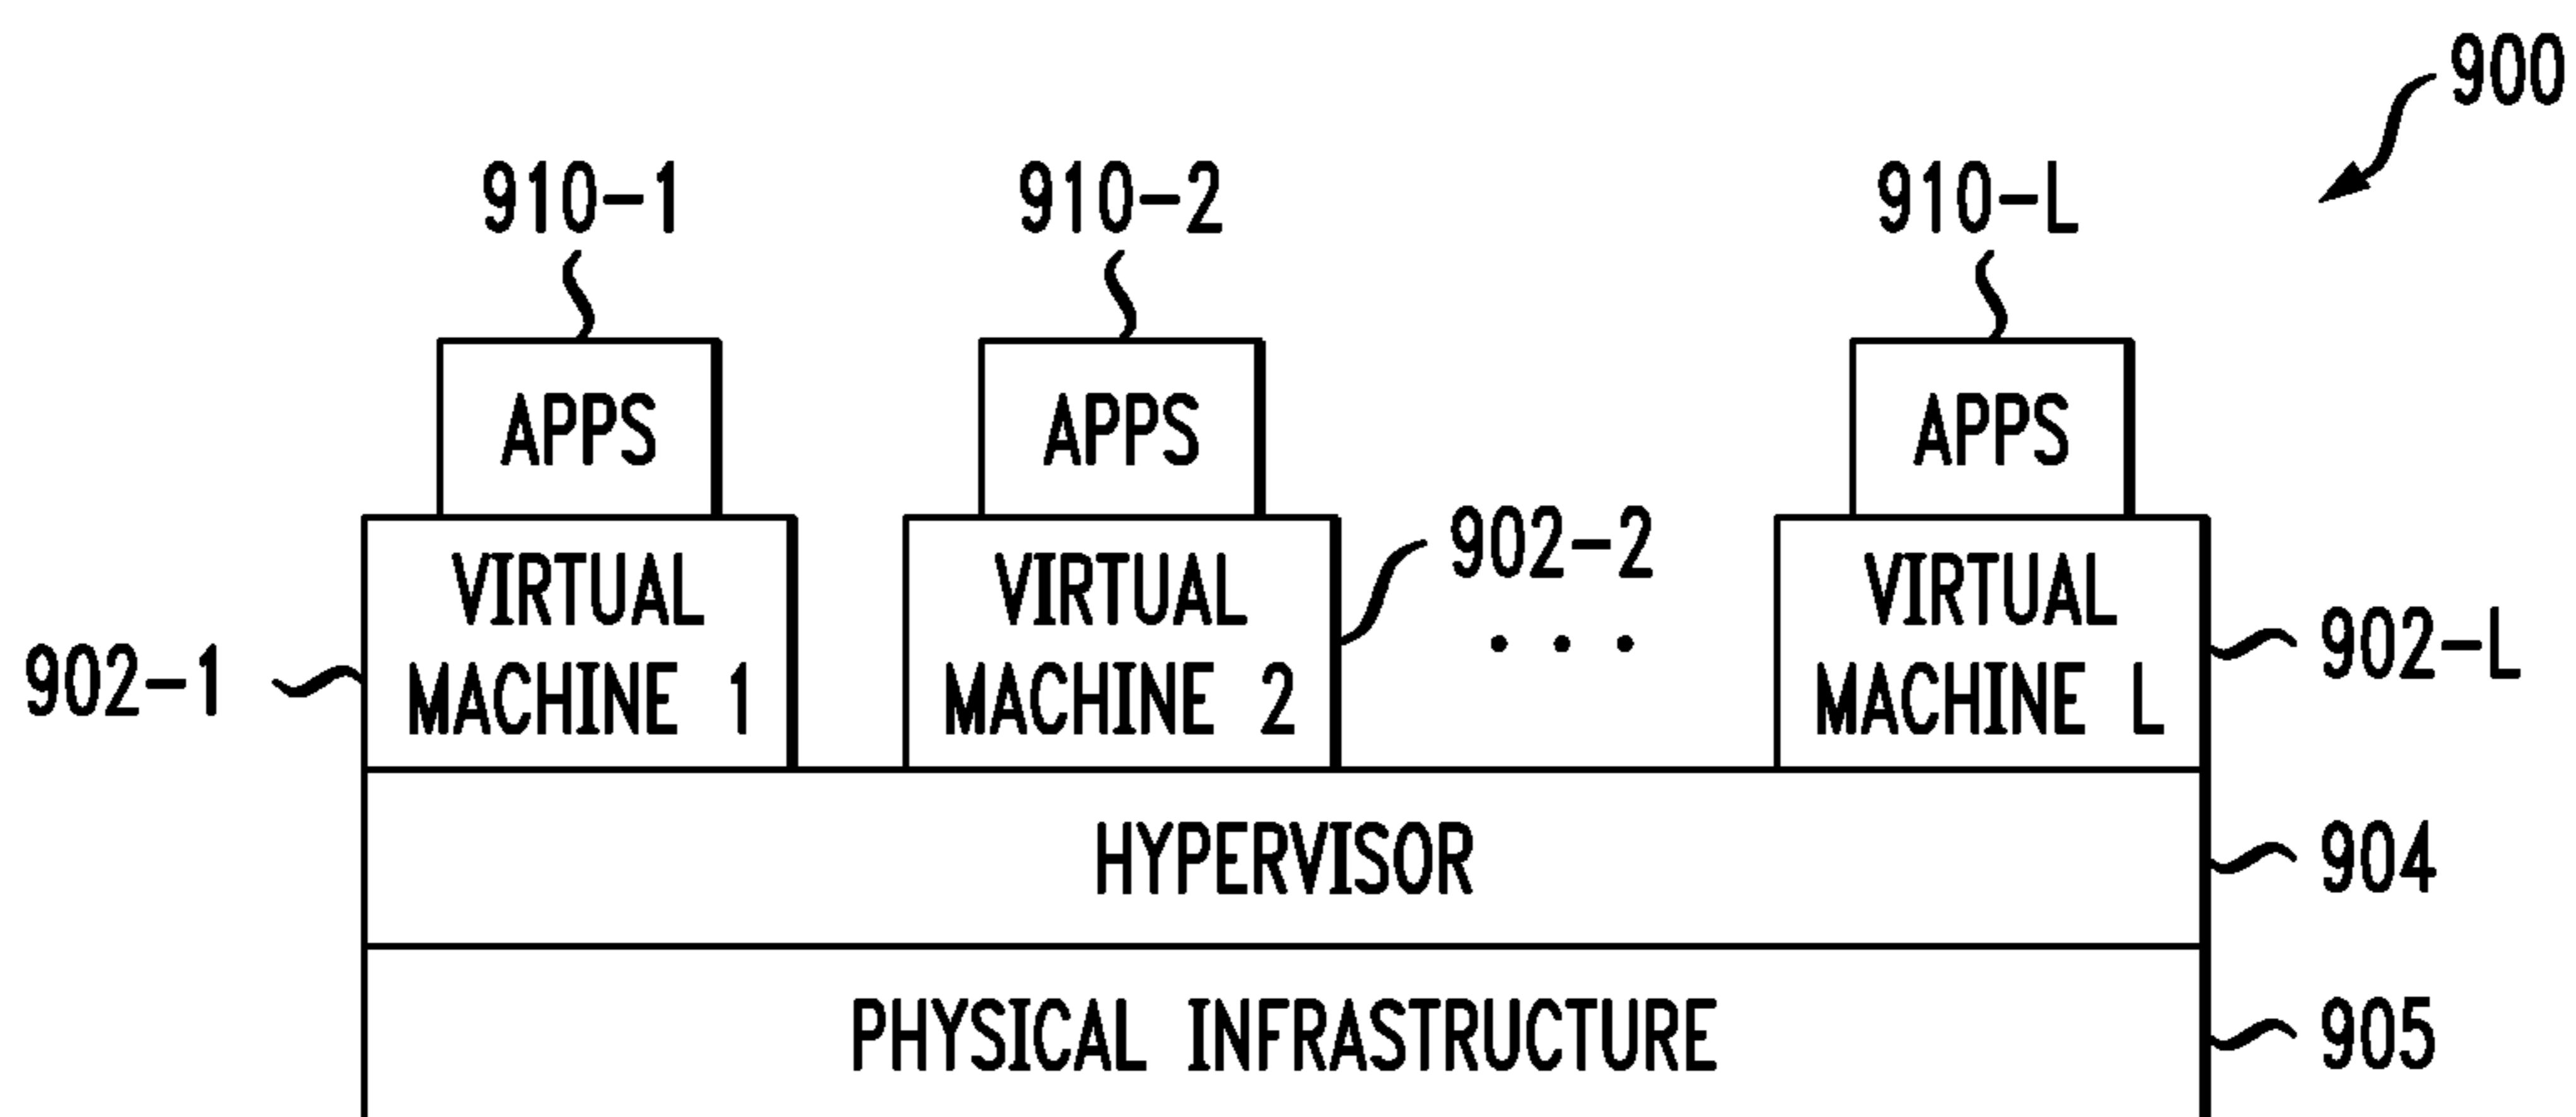 900
910-1 910-2 910-L
APPS APPS APPS
902-2
VIRTUAL VIRTUAL VIRTUAL
902-L
902-1
MACHINE 1 MACHINE 2 MACHINE L
HYPERVISOR
904
PHYSICAL INFRASTRUCTURE
905